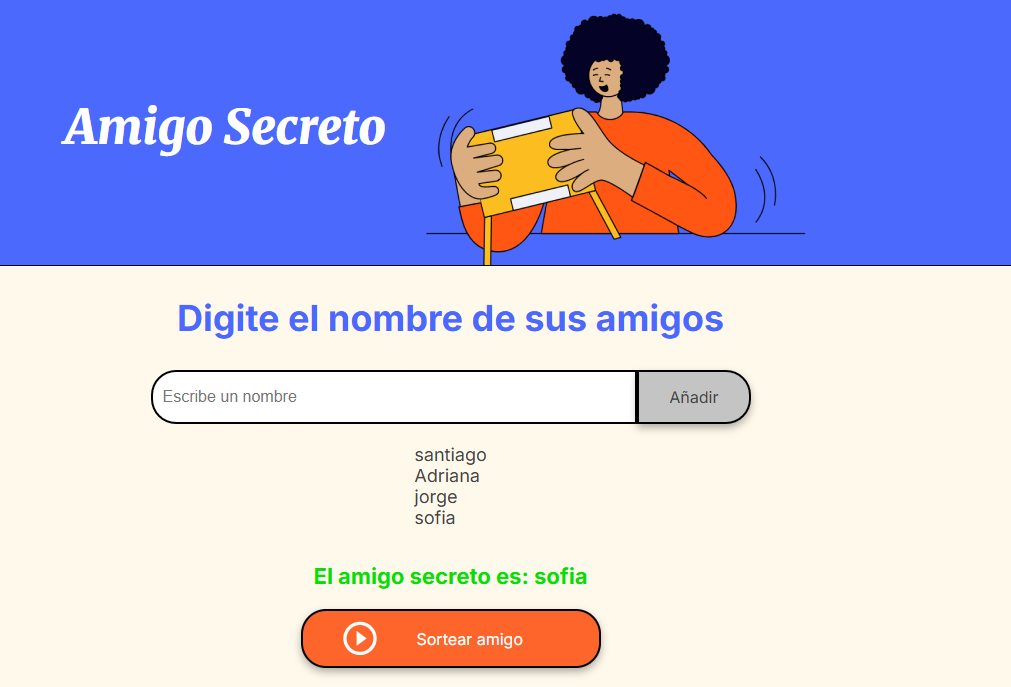 Amigo Secreto
Digite el nombre de sus amigos
Escribe un nombre
Añadir
santiago
Adriana
jorge
sofia
El amigo secreto es: sofia
Sortear amigo